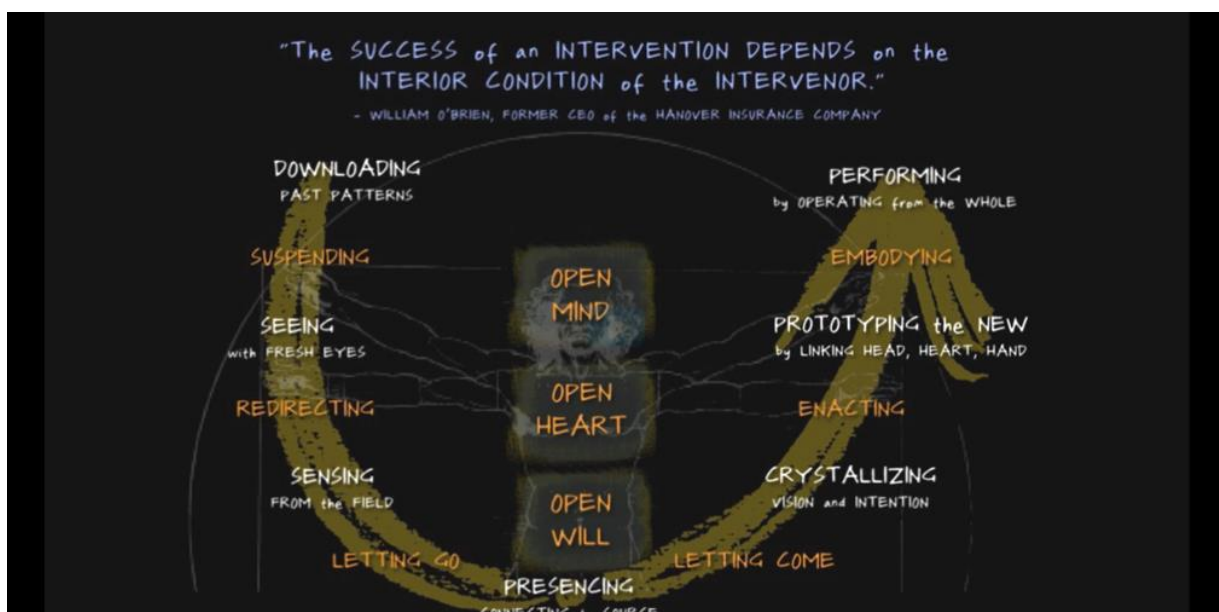 "The SUCCESS of an INTERVENTION DEPENDS on the
INTERIOR CONDITION of the INTERVENOR."
- WILLIAM O'BRIEN, FORMER CEO of the HANOVER INSURANCE COMPANY
DOWNLOADING
PAST PATTERNS
SUSPENDING
SEEING
with FRESH EYES
REDIRECTING
SENSING
FROM the FIELD
LETTING GO
OPEN
MIND
OPEN
HEART
OPEN
WILL
PRESENCING
PERFORMING
by OPERATING from the WHOLE
EMBODYING
PROTOTYPING the NEW
by LINKING HEAD, HEART, HAND
ENACTING
CRYSTALLIZING
VISION and INTENTION
LETTING COME